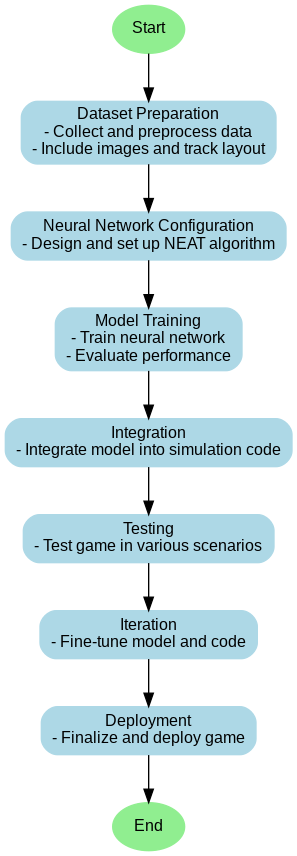 Start
Dataset Preparation
- Collect and preprocess data
- Include images and track layout
Neural Network Configuration
- Design and set up NEAT algorithm
Model Training
- Train neural network
- Evaluate performance
Integration
- Integrate model into simulation code
Testing
- Test game in various scenarios
Iteration
- Fine-tune model and code
Deployment
- Finalize and deploy game
End